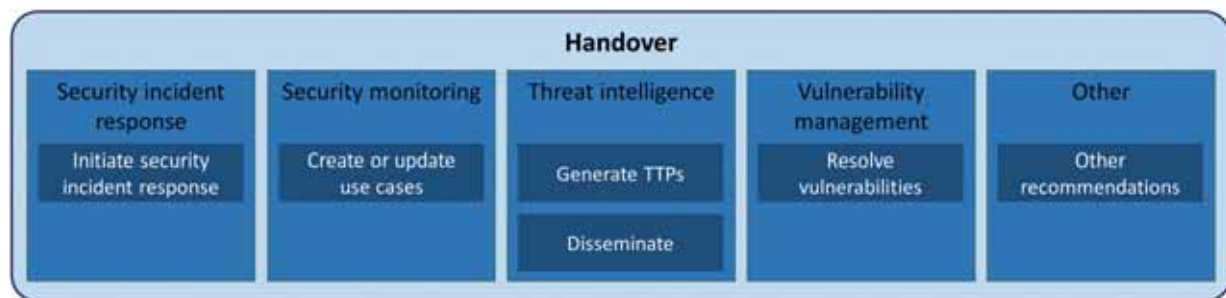 Handover
Security incident
response
Initiate security
incident response
Security monitoring
Create or update
use cases
Threat intelligence
Generate TTPs
Disseminate
Vulnerability
management
Resolve
vulnerabilities
Other
Other
recommendations